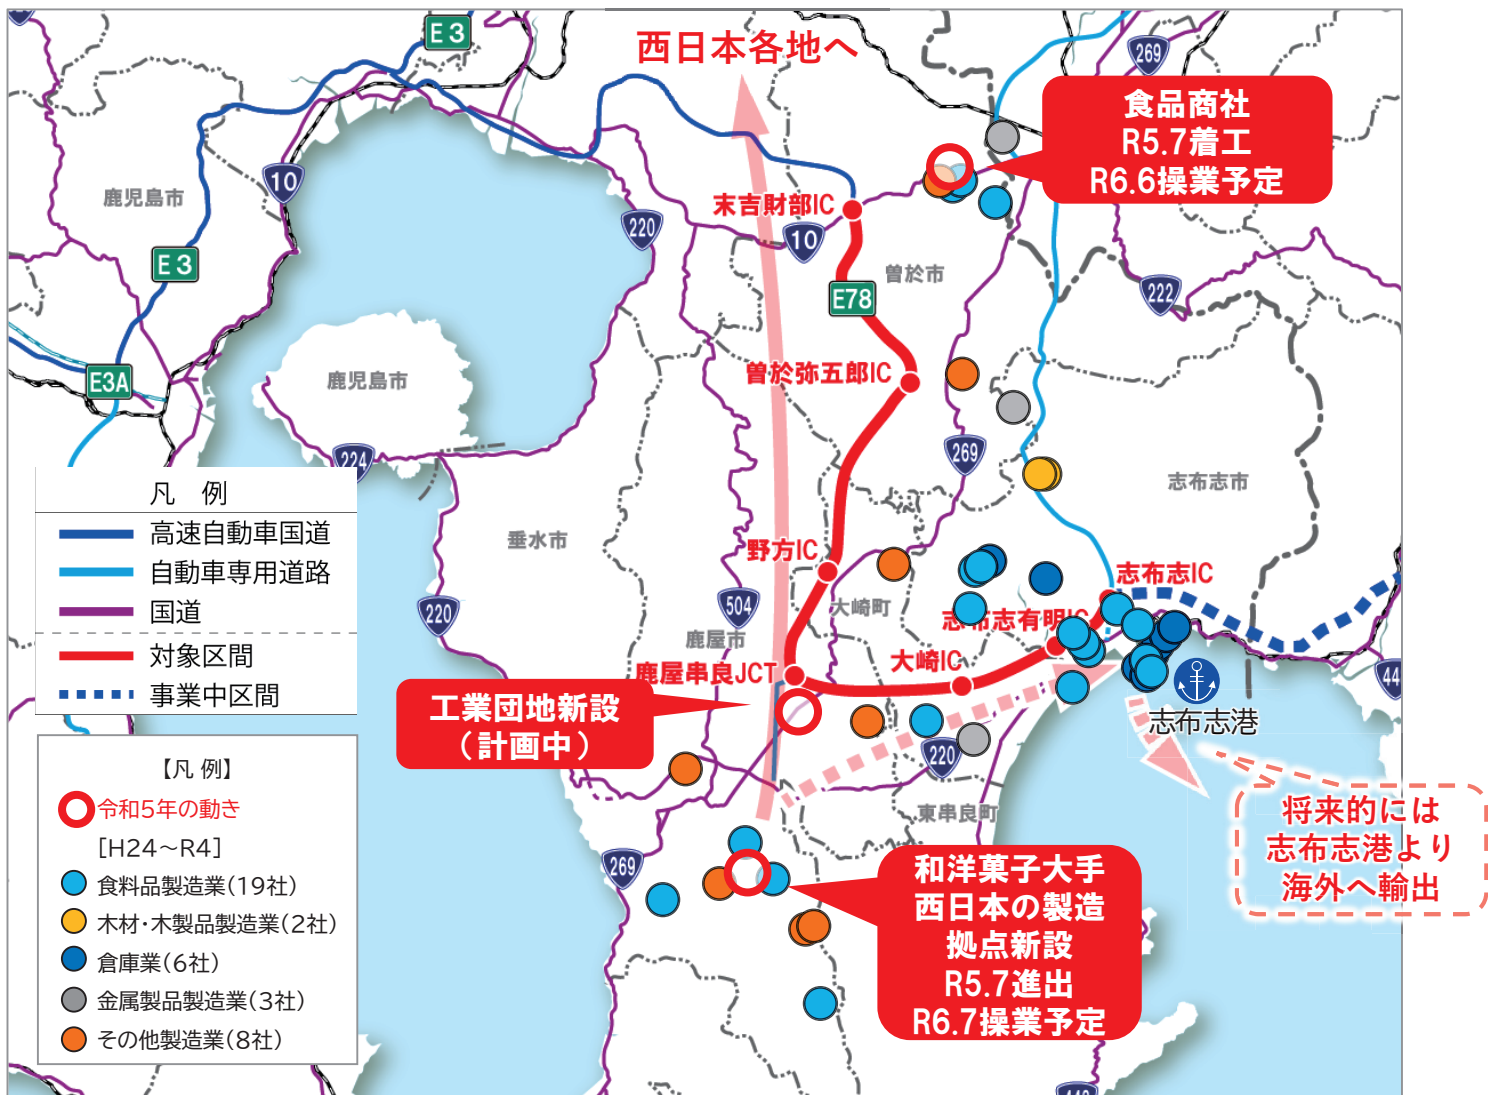 西日本各地へ
E3
269
食品商社
R5.7着工
R6.6操業予定
10
鹿児島市
末吉財部IC
220
10
E3
曽於市
222
E78
E3A
鹿児島市
曽於弥五郎IC
224
269
志布志市
凡 例
高速自動車国道
自動車専用道路
国道
対象区間
事業中区間
垂水市
野方IC
志布志IC
220
504
大崎町
志布志有明IC
鹿屋市
大崎IC
鹿屋串良JCT
44
工業団地新設
（計画中）
志布志港
220
東串良町
将来的には
志布志港より
海外へ輸出
【凡 例】
令和5年の動き
［H24～R4］
食料品製造業（19社）
木材・木製品製造業（2社）
倉庫業（6社）
金属製品製造業（3社）
その他製造業（8社）
269
和洋菓子大手
西日本の製造
拠点新設
R5.7進出
R6.7操業予定